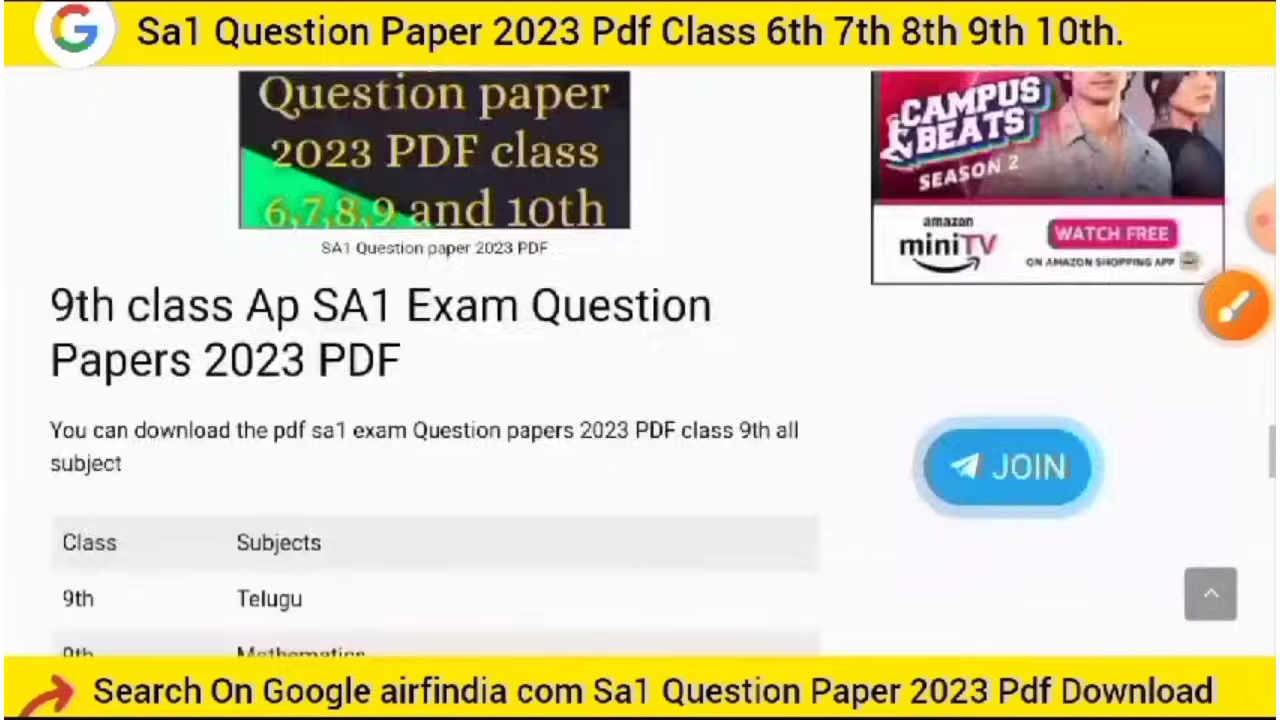 Sa1 Question Paper 2023 Pdf Class 6th 7th 8th 9th 10th.
Question paper
2023 PDF class
6,7,8,9 and 10th
SA1 Question paper 2023 PDF
CAMPUS
BEATS
SEASON 2
amazon
miniTV
WATCH FREE
ON AMAZON SHOPPING APP
9th class Ap SA1 Exam Question
Papers 2023 PDF
You can download the pdf sa1 exam Question papers 2023 PDF class 9th all
subject
JOIN
Class Subjects
9th Telugu
9th Mathematics
Search On Google airfindia com Sa1 Question Paper 2023 Pdf Download